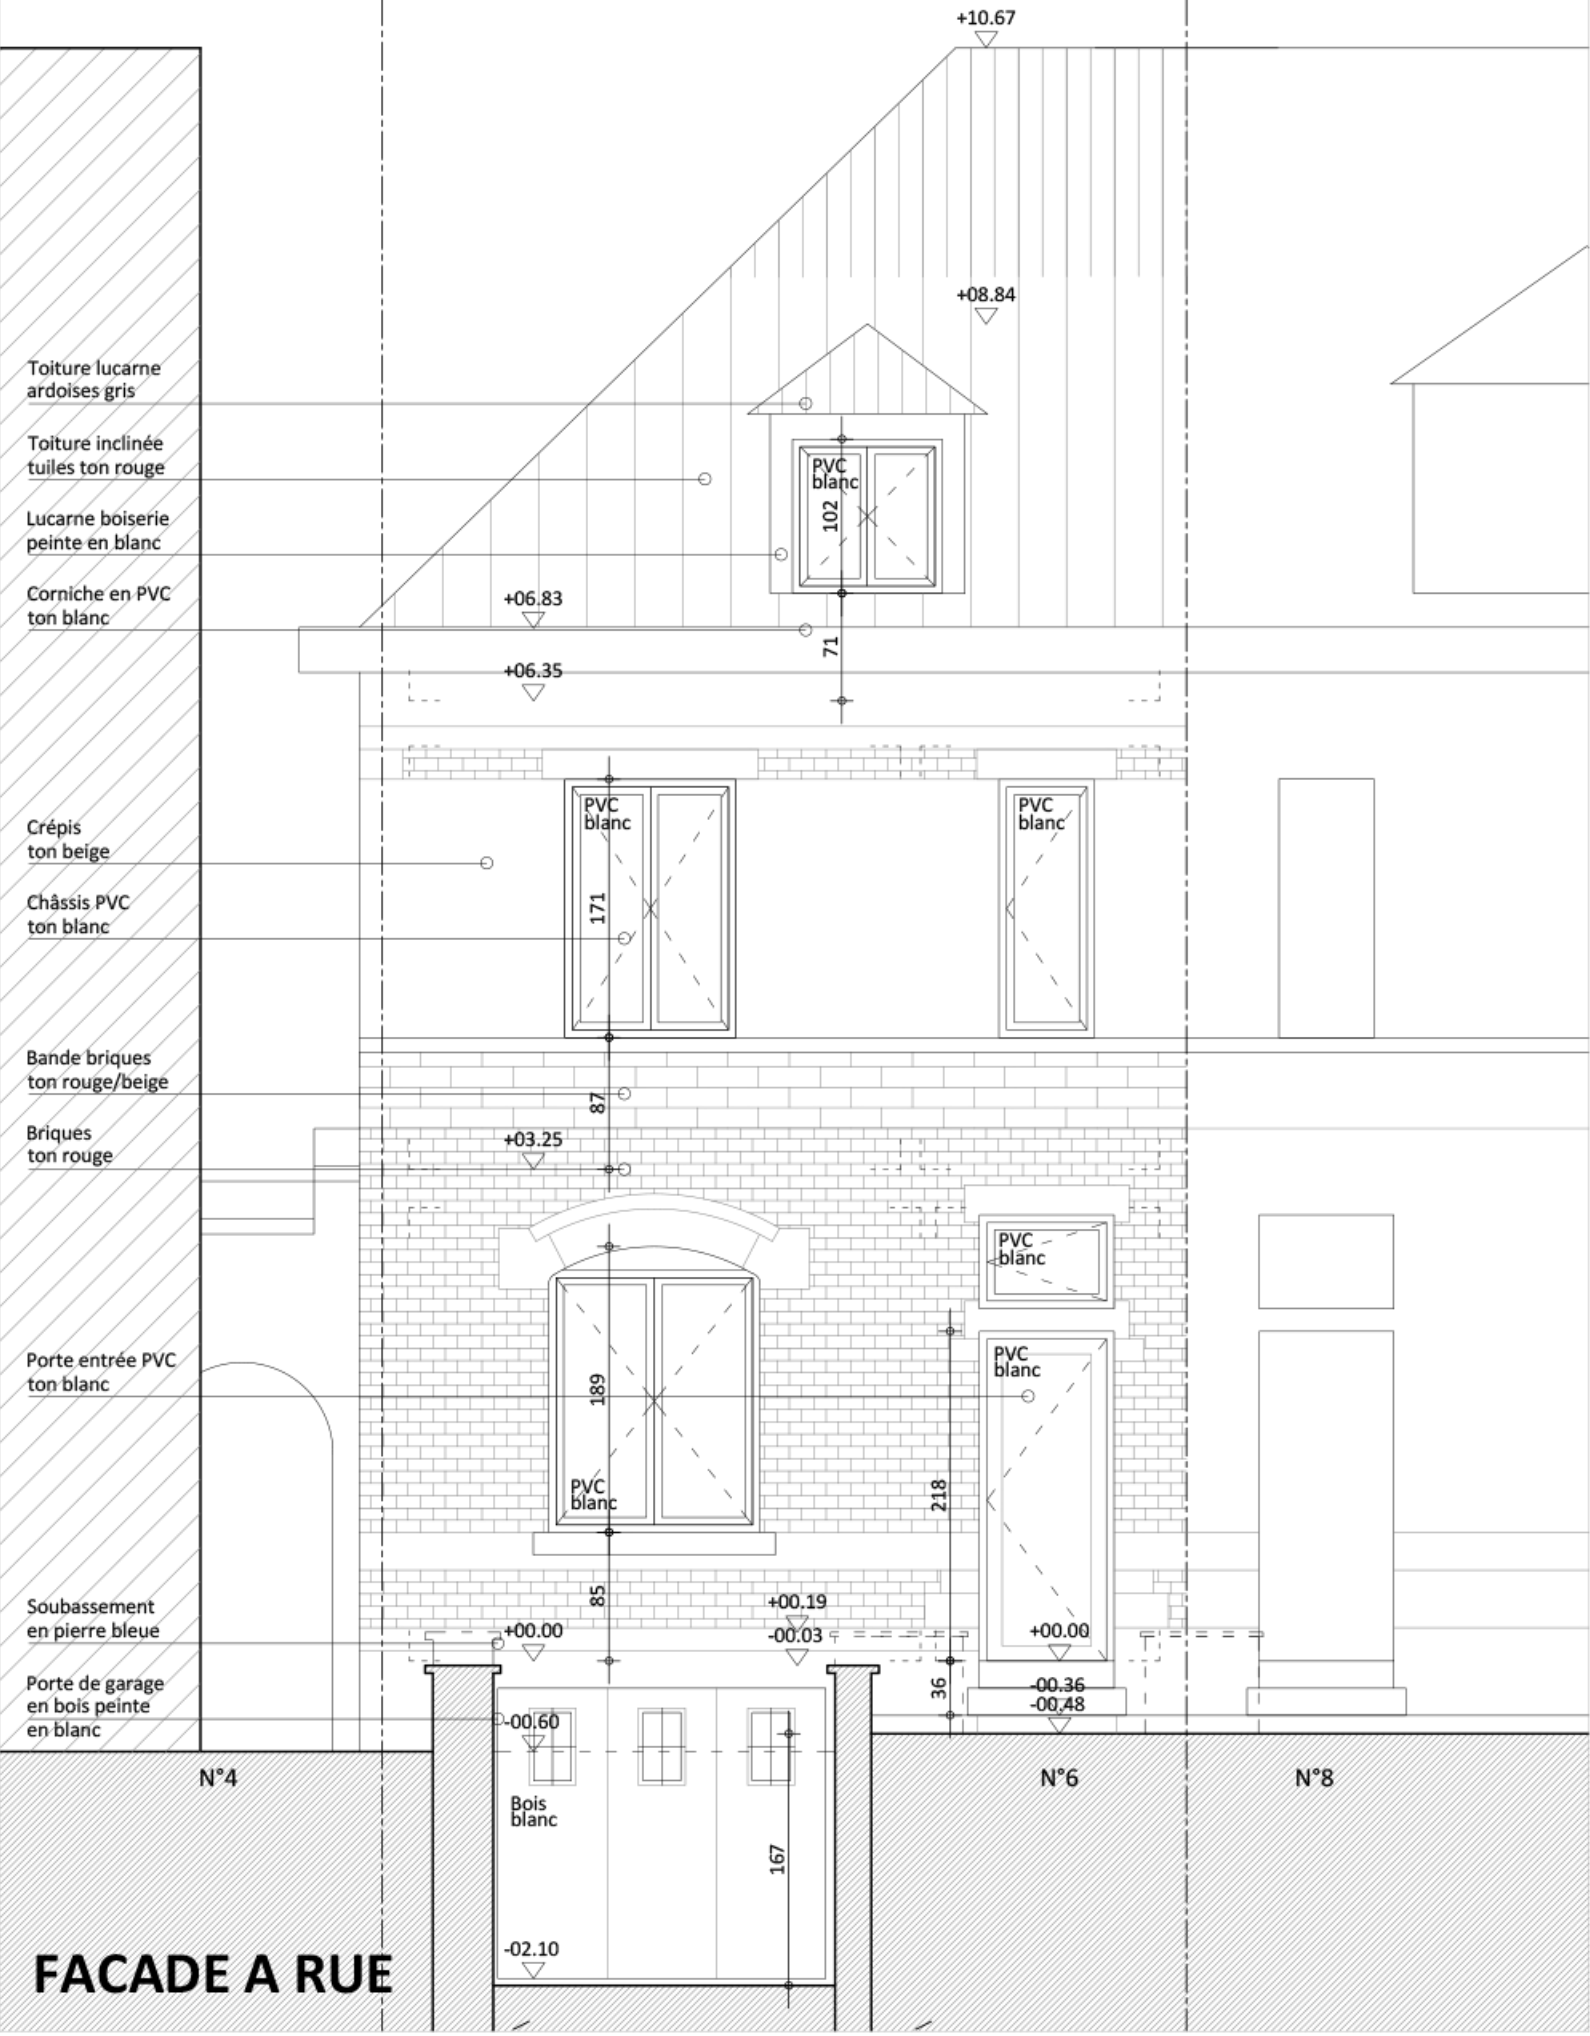 +10.67
+08.84
Toiture lucarne
ardoises gris
Toiture inclinée
tuiles ton rouge
PVC
blanc
102
Lucarne boiserie
peinte en blanc
Corniche en PVC
ton blanc
+06.83
71
+06.35
PVC
blanc
PVC
blanc
Crépis
ton beige
171
Châssis PVC
ton blanc
Bande briques
ton rouge/beige
87
Briques
ton rouge
+03.25
PVC
blanc
Porte entrée PVC
ton blanc
PVC
blanc
189
PVC
blanc
218
85
Soubassement
en pierre bleue
+00.19
+00.00
-00.03
+00.00
Porte de garage
en bois peinte
en blanc
36
-00.36
-00.48
-00.60
N°4
N°6
N°8
Bois
blanc
167
-02.10
FACADE A RUE